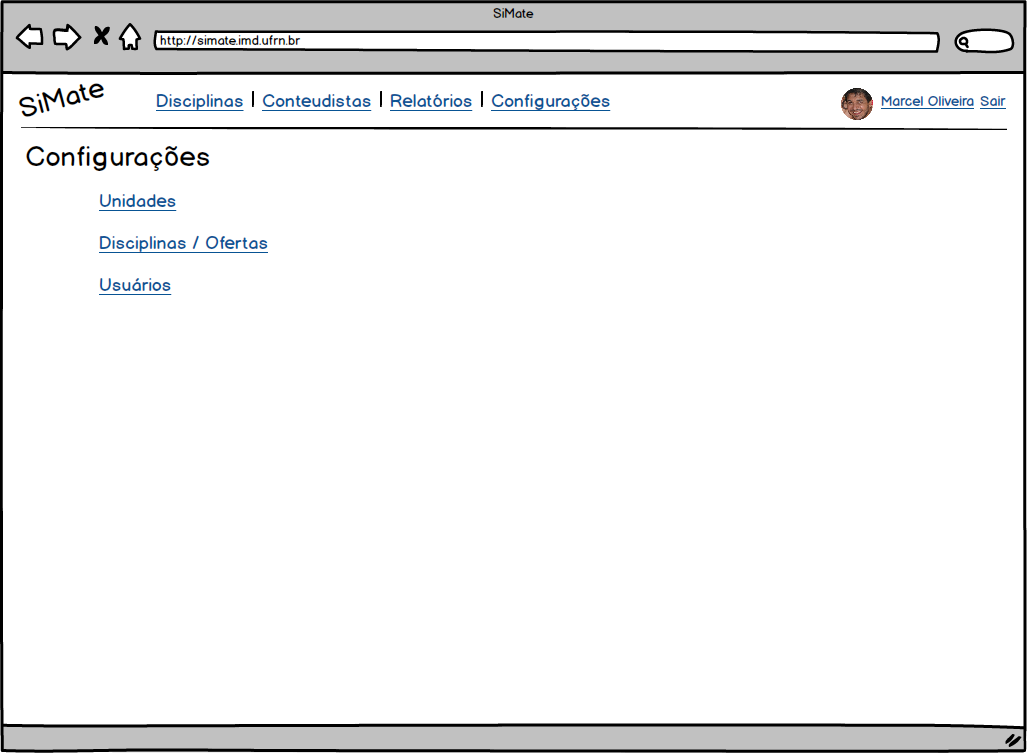 SiMate
http://simate.imd.ufrn.br
SiMate Disciplinas | Conteudistas | Relatórios | Configurações Marcel Oliveira Sair
Configurações
Unidades
Disciplinas / Ofertas
Usuários